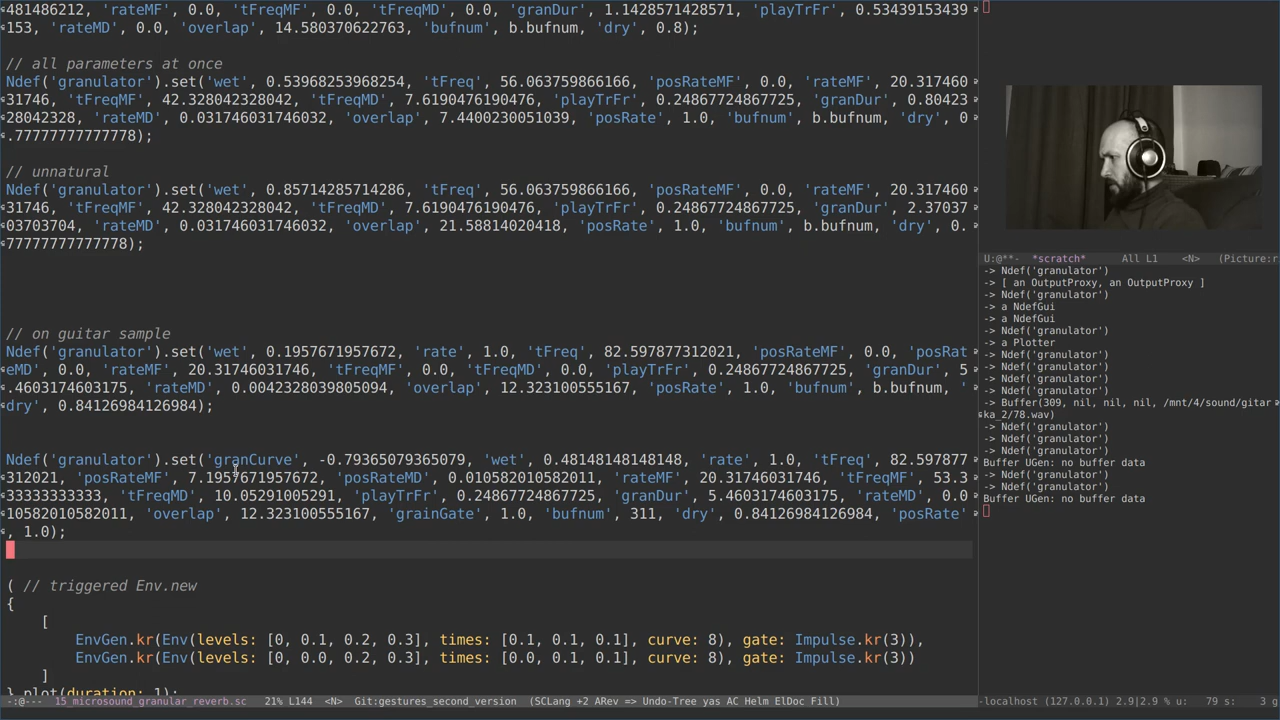 481486212, 'rateMF', 0.0, 'tFreqMF', 0.0, 'tFreqMD', 0.0, 'granDur', 1.1428571428571, 'playTrFr', 0.53439153439
153, 'rateMD', 0.0, 'overlap', 14.580370622763, 'bufnum', b.bufnum, 'dry', 0.8);
// all parameters at once
Ndef('granulator').set('wet', 0.53968253968254, 'tFreq', 56.063759866166, 'posRateMF', 0.0, 'rateMF', 20.317460
31746, 'tFreqMF', 42.328042328042, 'tFreqMD', 7.6190476190476, 'playTrFr', 0.24867724867725, 'granDur', 0.80423
28042328, 'rateMD', 0.031746031746032, 'overlap', 7.4400230051039, 'posRate', 1.0, 'bufnum', b.bufnum, 'dry', 0
.77777777777778);
// unnatural
Ndef('granulator').set('wet', 0.85714285714286, 'tFreq', 56.063759866166, 'posRateMF', 0.0, 'rateMF', 20.317460
31746, 'tFreqMF', 42.328042328042, 'tFreqMD', 7.6190476190476, 'playTrFr', 0.24867724867725, 'granDur', 2.37037
03703704, 'rateMD', 0.031746031746032, 'overlap', 21.58814020418, 'posRate', 1.0, 'bufnum', b.bufnum, 'dry', 0.
77777777777778);
// on guitar sample
Ndef('granulator').set('wet', 0.1957671957672, 'rate', 1.0, 'tFreq', 82.597877312021, 'posRateMF', 0.0, 'posRat
eMD', 0.0, 'rateMF', 20.31746031746, 'tFreqMF', 0.0, 'tFreqMD', 0.0, 'playTrFr', 0.24867724867725, 'granDur', 5
.4603174603175, 'rateMD', 0.0042328039805094, 'overlap', 12.323100555167, 'posRate', 1.0, 'bufnum', b.bufnum, '
dry', 0.84126984126984);
Ndef('granulator').set('granCurve', -0.79365079365079, 'wet', 0.48148148148148, 'rate', 1.0, 'tFreq', 82.597877
312021, 'posRateMF', 7.1957671957672, 'posRateMD', 0.010582010582011, 'rateMF', 20.31746031746, 'tFreqMF', 53.3
33333333333, 'tFreqMD', 10.05291005291, 'playTrFr', 0.24867724867725, 'granDur', 5.4603174603175, 'rateMD', 0.0
10582010582011, 'overlap', 12.323100555167, 'grainGate', 1.0, 'bufnum', 311, 'dry', 0.84126984126984, 'posRate'
, 1.0);
( // triggered Env.new
{
[
EnvGen.kr(Env(levels: [0, 0.1, 0.2, 0.3], times: [0.1, 0.1, 0.1], curve: 8), gate: Impulse.kr(3)),
EnvGen.kr(Env(levels: [0, 0.0, 0.2, 0.3], times: [0.0, 0.1, 0.1], curve: 8), gate: Impulse.kr(3))
]
}.plot(duration: 1);
-:@--- 15_microsound_granular_reverb.sc 21% L144 <N> Git:gestures_second_version (SCLang +2 ARev => Undo-Tree yas AC Helm ElDoc Fill)
U:@**- *scratch* All L1 <N> (Picture:r
-> Ndef('granulator')
-> [ an OutputProxy, an OutputProxy ]
-> Ndef('granulator')
-> a NdefGui
-> a NdefGui
-> Ndef('granulator')
-> a Plotter
-> Ndef('granulator')
-> Ndef('granulator')
-> Ndef('granulator')
-> Ndef('granulator')
-> Buffer(309, nil, nil, nil, /mnt/4/sound/gitar
ka_2/78.wav)
-> Ndef('granulator')
-> Ndef('granulator')
-> Ndef('granulator')
Buffer UGen: no buffer data
-> Ndef('granulator')
-> Ndef('granulator')
Buffer UGen: no buffer data
-localhost (127.0.0.1) 2.9|2.9 % u: 79 s: 3 g